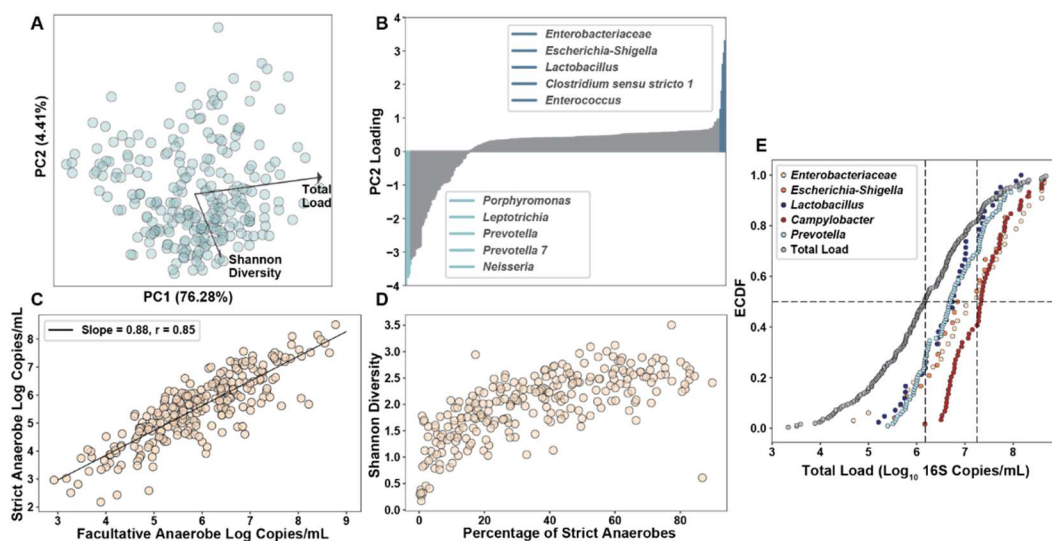 A
PC2 (4.41%)
PC1 (76.28%)
Total
Load
Shannon
Diversity
B
PC2 Loading
4
3
2
1
0
−1
−2
−3
−4
Enterobacteriaceae
Escherichia-Shigella
Lactobacillus
Clostridium sensu stricto 1
Enterococcus
Porphyromonas
Leptotrichia
Prevotella
Prevotella 7
Neisseria
C
Slope = 0.88, r = 0.85
Strict Anaerobe Log Copies/mL
8
7
6
5
4
3
2
3 4 5 6 7 8 9
Facultative Anaerobe Log Copies/mL
D
Shannon Diversity
3.5
3.0
2.5
2.0
1.5
1.0
0.5
0.0
0 20 40 60 80
Percentage of Strict Anaerobes
E
Enterobacteriaceae
Escherichia-Shigella
Lactobacillus
Campylobacter
Prevotella
Total Load
ECDF
1.0
0.8
0.6
0.4
0.2
0.0
4 5 6 7 8
Total Load (Log₁₀ 16S Copies/mL)